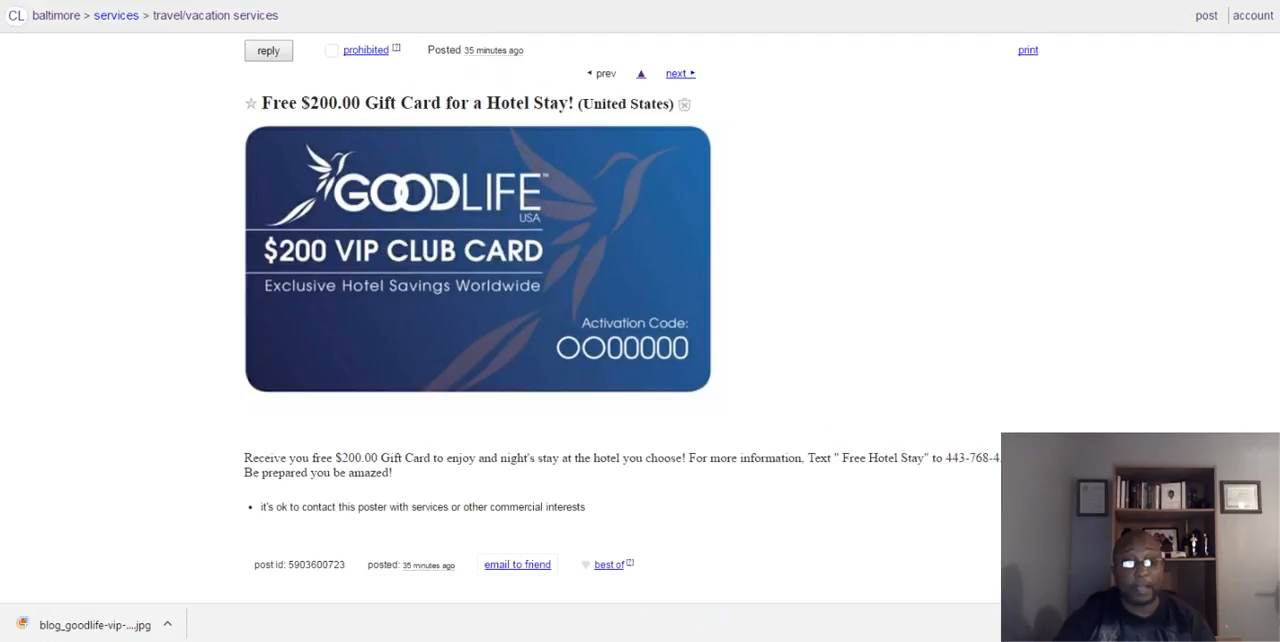 CL baltimore > services > travel/vacation services post account
reply prohibited [?] Posted 35 minutes ago print
◂ prev ▲ next ▸
☆ Free $200.00 Gift Card for a Hotel Stay! (United States)
GOODLIFE™
USA
$200 VIP CLUB CARD
Exclusive Hotel Savings Worldwide
Activation Code:
OO00000
Receive you free $200.00 Gift Card to enjoy and night's stay at the hotel you choose! For more information, Text " Free Hotel Stay" to 443-768-4
Be prepared you be amazed!
• it's ok to contact this poster with services or other commercial interests
post id: 5903600723 posted: 35 minutes ago email to friend best of [?]
blog_goodlife-vip-....jpg